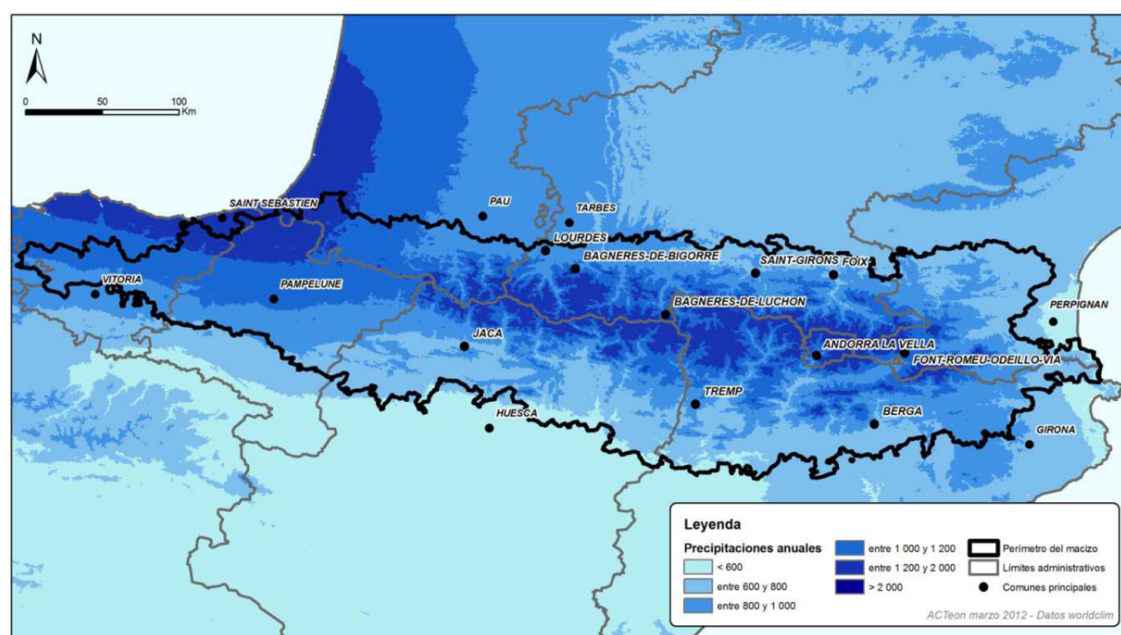 N
0 50 100
Km
SAINT SEBASTIEN
PAU
TARBES
LOURDES
BAGNERES-DE-BIGORRE
SAINT-GIRONS
FOIX
VITORIA
PAMPELUNE
BAGNERES-DE-LUCHON
PERPIGNAN
JACA
ANDORRA LA VELLA
FONT-ROMEU-ODEILLO-VIA
TREMP
HUESCA
BERGA
GIRONA
Leyenda
Precipitaciones anuales
< 600
entre 600 y 800
entre 800 y 1 000
entre 1 000 y 1 200
entre 1 200 y 2 000
> 2 000
Perímetro del macizo
Límites administrativos
Comunes principales
ACTeon marzo 2012 - Datos worldclim